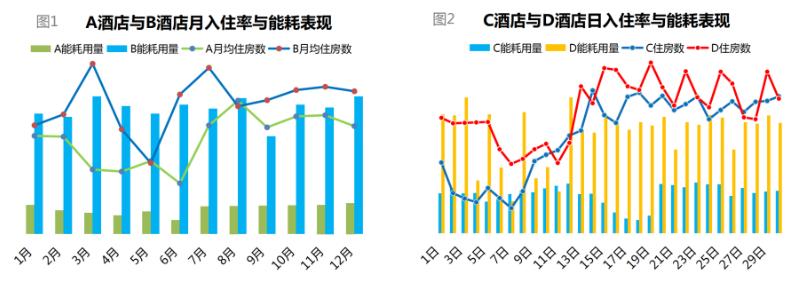 图1
A酒店与B酒店月入住率与能耗表现
A能耗用量 B能耗用量 A月均住房数 B月均住房数
1月 2月 3月 4月 5月 6月 7月 8月 9月 10月 11月 12月
图2
C酒店与D酒店日入住率与能耗表现
C能耗用量 D能耗用量 C住房数 D住房数
1日 3日 5日 7日 9日 11日 13日 15日 17日 19日 21日 23日 25日 27日 29日